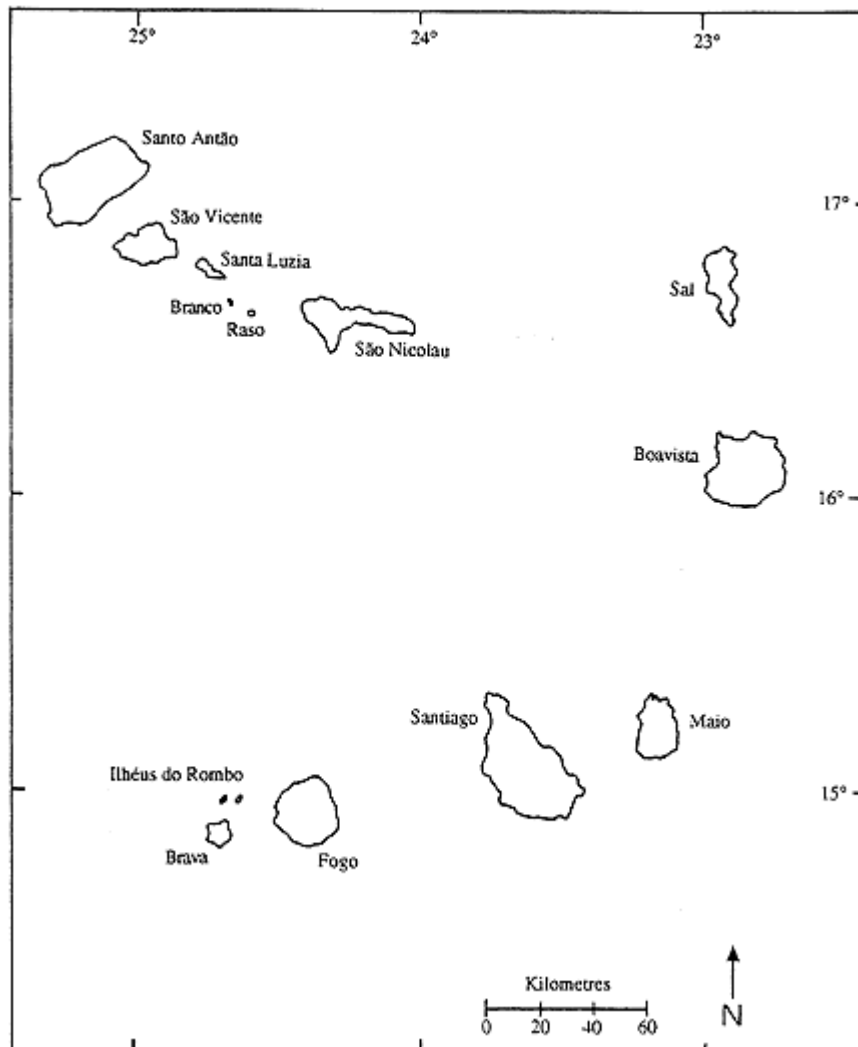 25° 24° 23°
Santo Antão
17°
São Vicente
Santa Luzia
Sal
Branco
Raso
São Nicolau
Boavista
16°
Santiago
Maio
Ilhéus do Rombo
15°
Brava
Fogo
Kilometres
0 20 40 60
N